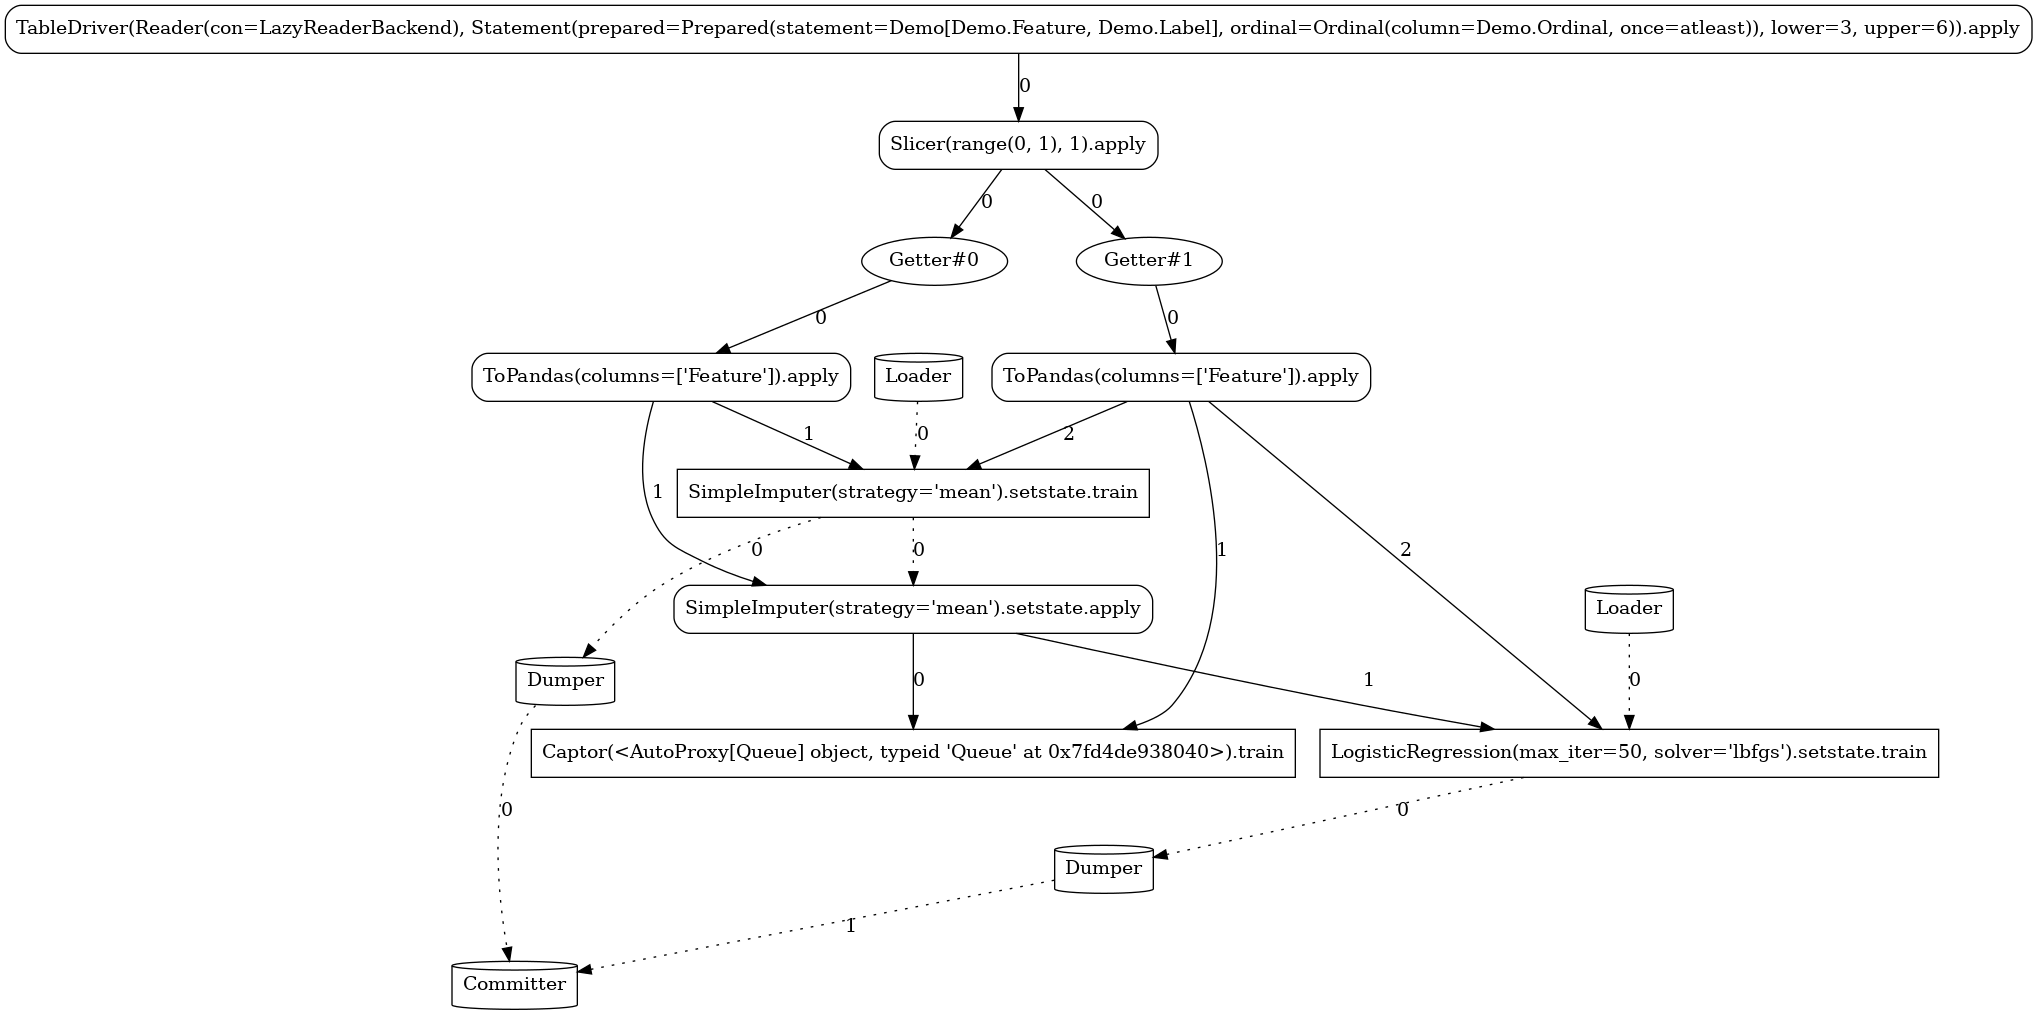 TableDriver(Reader(con=LazyReaderBackend), Statement(prepared=Prepared(statement=Demo[Demo.Feature, Demo.Label], ordinal=Ordinal(column=Demo.Ordinal, once=atleast)), lower=3, upper=6)).apply
0
Slicer(range(0, 1), 1).apply
0
0
Getter#0
Getter#1
0
0
ToPandas(columns=['Feature']).apply
Loader
ToPandas(columns=['Feature']).apply
1
0
2
1
SimpleImputer(strategy='mean').setstate.train
0
0
1
2
SimpleImputer(strategy='mean').setstate.apply
Loader
Dumper
0
1
0
Captor(<AutoProxy[Queue] object, typeid 'Queue' at 0x7fd4de938040>).train
LogisticRegression(max_iter=50, solver='lbfgs').setstate.train
0
0
Dumper
1
Committer